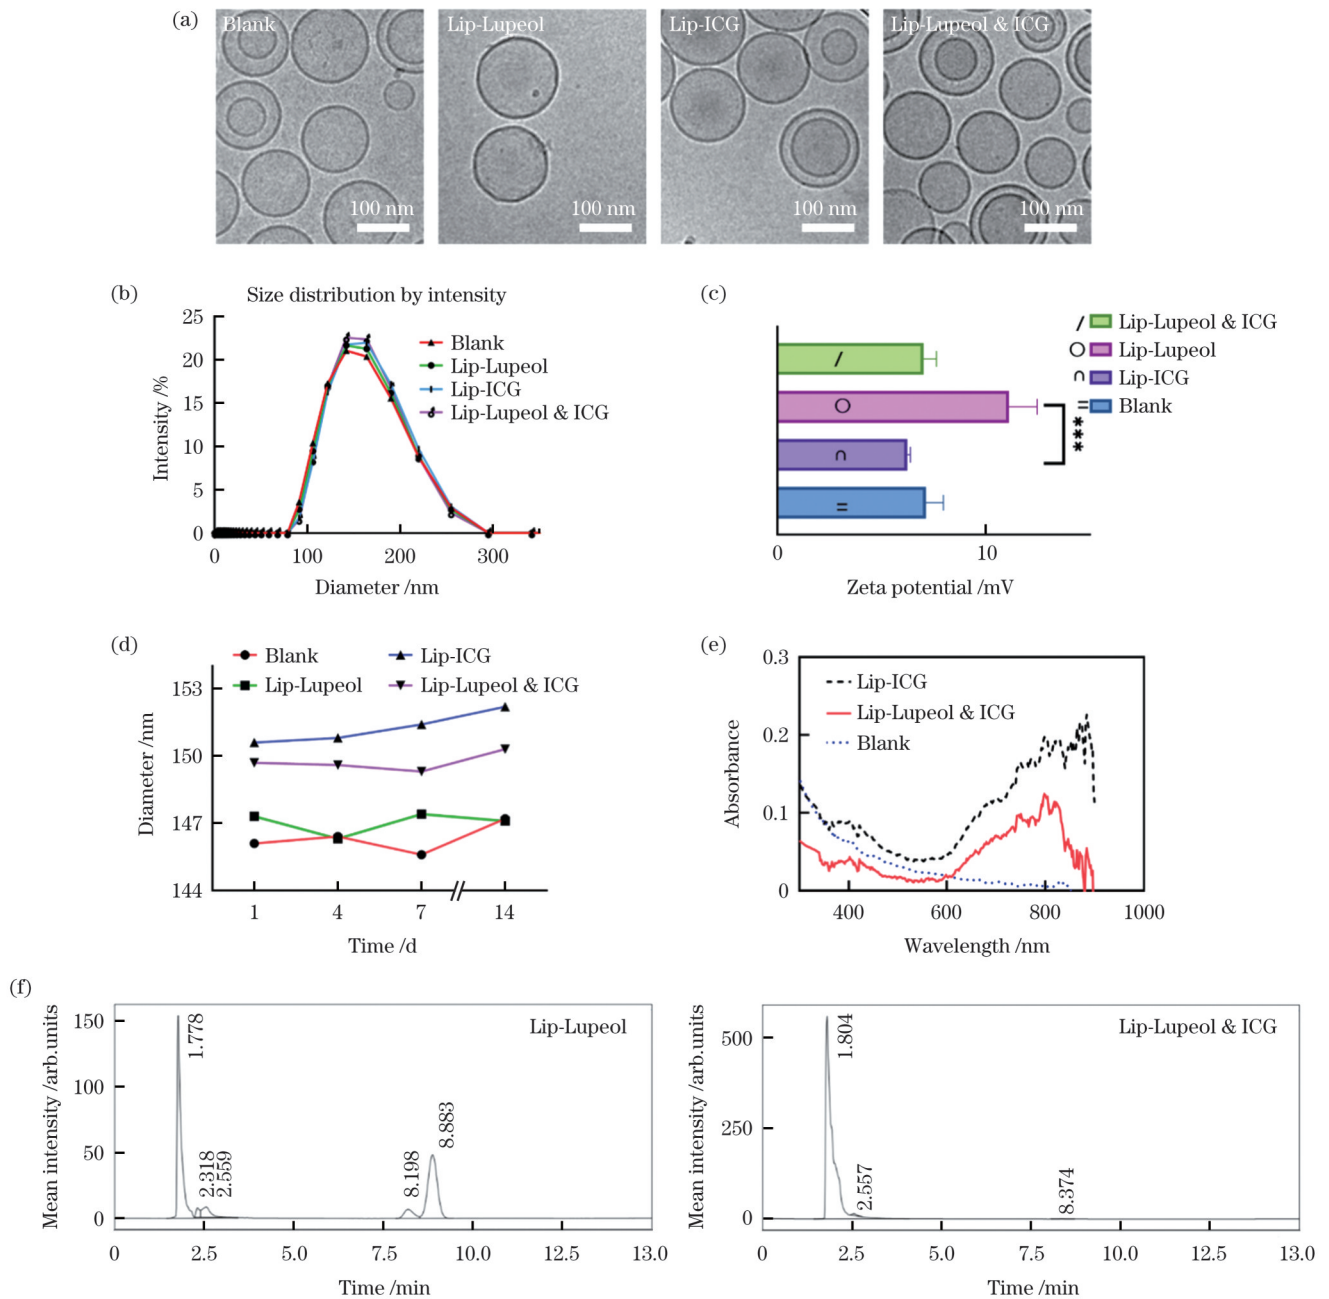 (a)
Blank
Lip-Lupeol
Lip-ICG
Lip-Lupeol & ICG
100 nm
100 nm
100 nm
100 nm
(b)
Size distribution by intensity
Intensity /%
25
20
15
10
5
0
0
100
200
300
Diameter /nm
Blank
Lip-Lupeol
Lip-ICG
Lip-Lupeol & ICG
(c)
Lip-Lupeol & ICG
Lip-Lupeol
Lip-ICG
Blank
***
0
10
Zeta potential /mV
(d)
Blank
Lip-ICG
Lip-Lupeol
Lip-Lupeol & ICG
Diameter /nm
153
150
147
144
1
4
7
14
Time /d
(e)
Absorbance
0.3
0.2
0.1
0
Lip-ICG
Lip-Lupeol & ICG
Blank
400
600
800
1000
Wavelength /nm
(f)
Mean intensity /arb.units
150
100
50
0
Lip-Lupeol
1.778
2.318
2.559
8.198
8.883
0
2.5
5.0
7.5
10.0
13.0
Time /min
Mean intensity /arb.units
500
250
0
Lip-Lupeol & ICG
1.804
2.557
8.374
0
2.5
5.0
7.5
10.0
12.5
13.0
Time /min